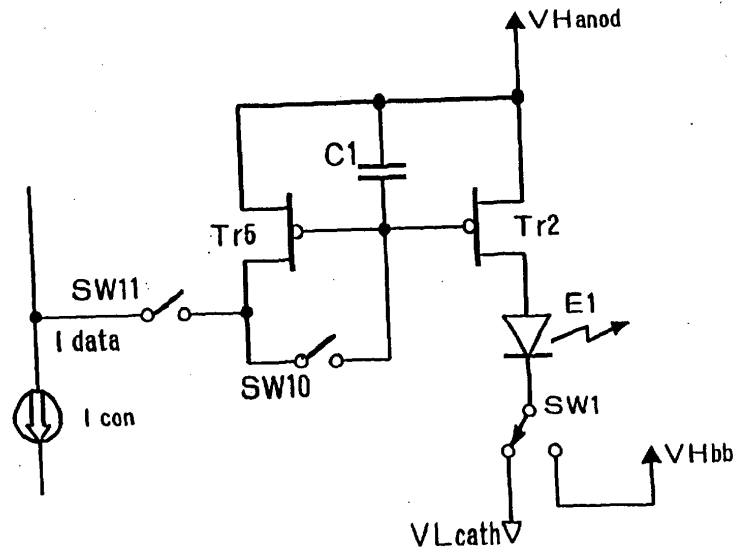 VHanod
C1
Tr5
Tr2
SW11
I data
E1
SW10
SW1
I con
VHbb
VLcath